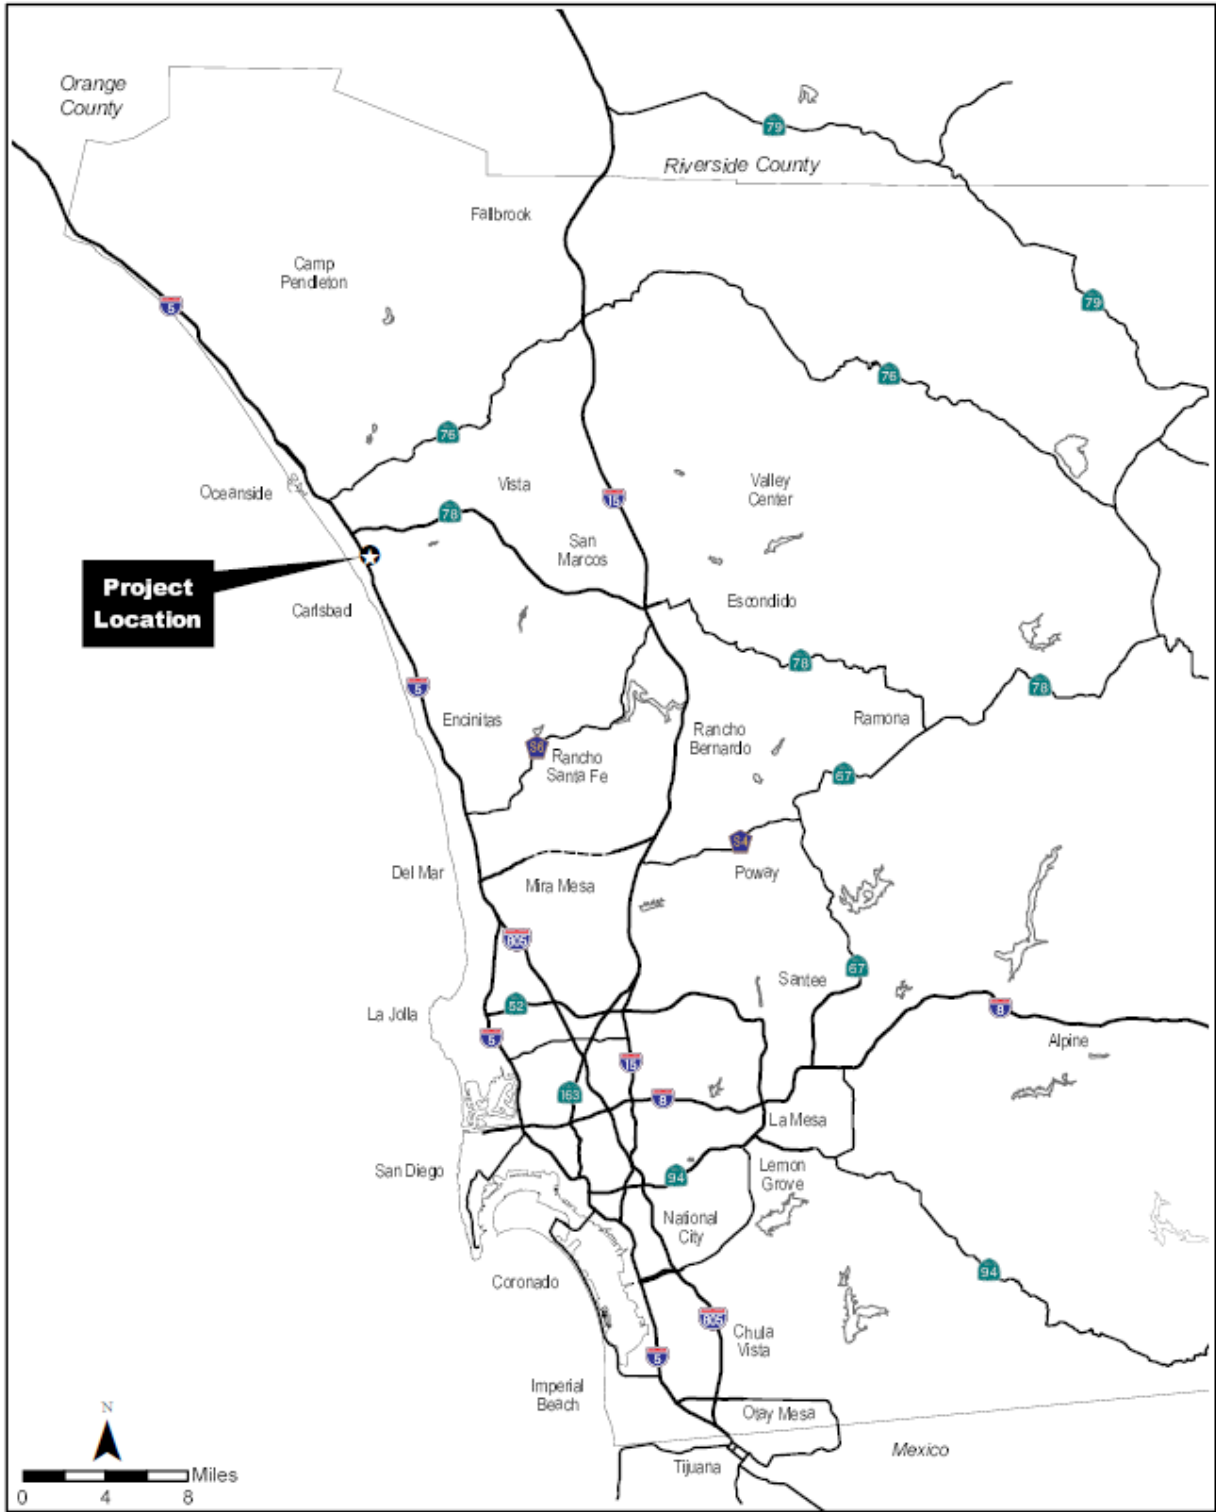 Orange
County
79
Riverside County
Fallbrook
Camp
Pendleton
5
79
76
76
Oceanside
Vista
Valley
Center
15
78
San
Marcos
Project
Location
Carlsbad
Escondido
78
78
5
Encinitas
Ramona
Rancho
Bernardo
S6
Rancho
Santa Fe
67
S4
Del Mar
Mira Mesa
Poway
805
67
Santee
52
La Jolla
8
5
Alpine
15
163
8
La Mesa
San Diego
94
Lemon
Grove
National
City
94
Coronado
805
Chula
Vista
5
Imperial
Beach
Otay Mesa
N
Mexico
Tijuana
Miles
0 4 8